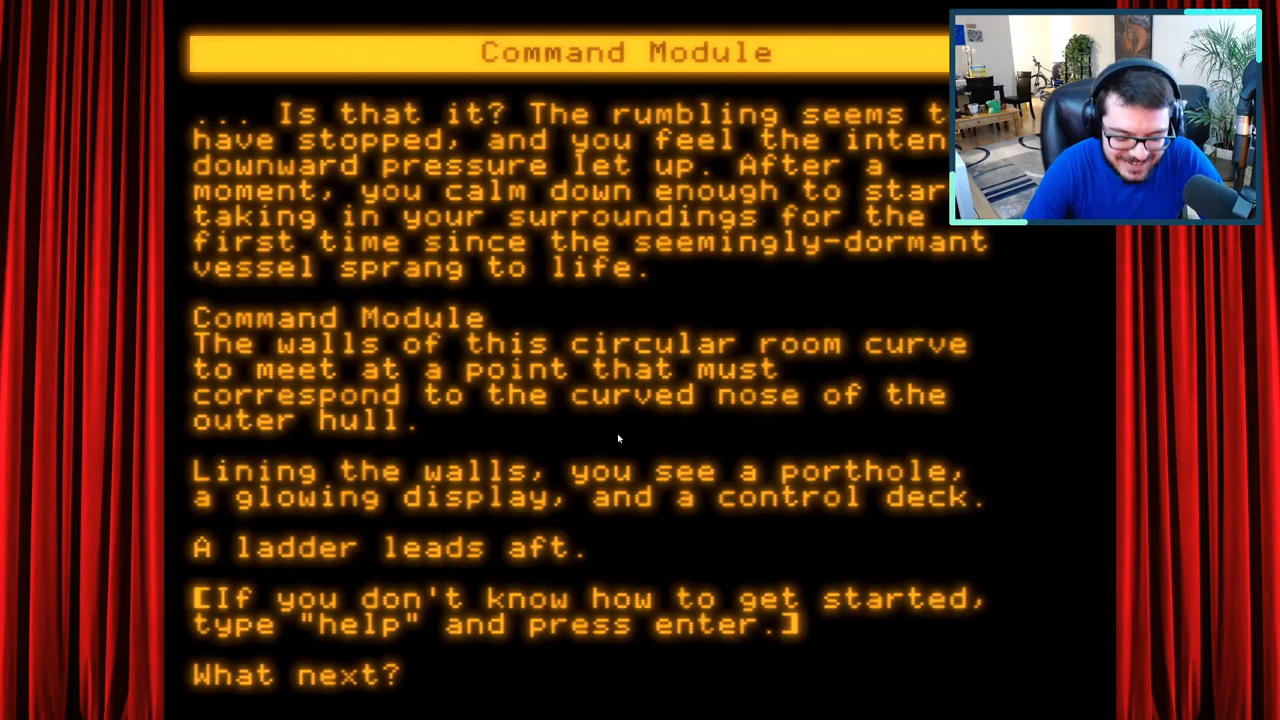 Command Module
... Is that it? The rumbling seems
have stopped, and you feel the
downward pressure let up. After a
moment, you calm down enough to
taking in your surroundings for the
first time since the seemingly-dormant
vessel sprang to life.
Command Module
The walls of this circular room curve
to meet at a point that must
correspond to the curved nose of the
outer hull.
Lining the walls, you see a porthole,
a glowing display, and a control deck.
A ladder leads aft.
[If you don't know how to get started,
type "help" and press enter.]
What next?